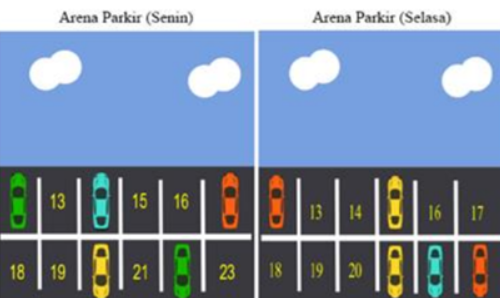 Arena Parkir (Senin)
Arena Parkir (Selasa)
13 15 16
18 19 21 23
13 14 16 17
18 19 20